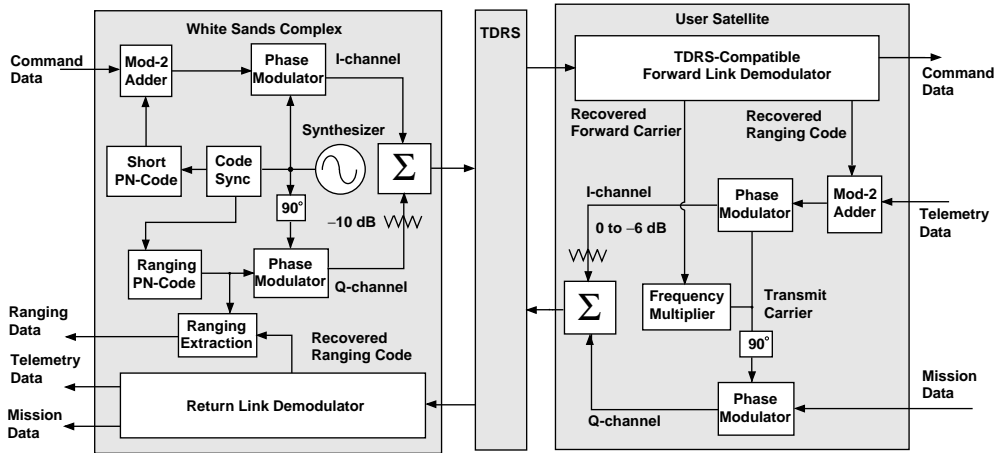 White Sands Complex
Command
Data
Mod-2
Adder
Phase
Modulator
I-channel
Synthesizer
Short
PN-Code
Code
Sync
Σ
90°
−10 dB
Ranging
PN-Code
Phase
Modulator
Q-channel
Ranging
Data
Ranging
Extraction
Recovered
Ranging Code
Telemetry
Data
Mission
Data
Return Link Demodulator
TDRS
User Satellite
TDRS-Compatible
Forward Link Demodulator
Command
Data
Recovered
Forward Carrier
Recovered
Ranging Code
I-channel
Phase
Modulator
Mod-2
Adder
Telemetry
Data
0 to −6 dB
Σ
Frequency
Multiplier
Transmit
Carrier
90°
Phase
Modulator
Mission
Data
Q-channel